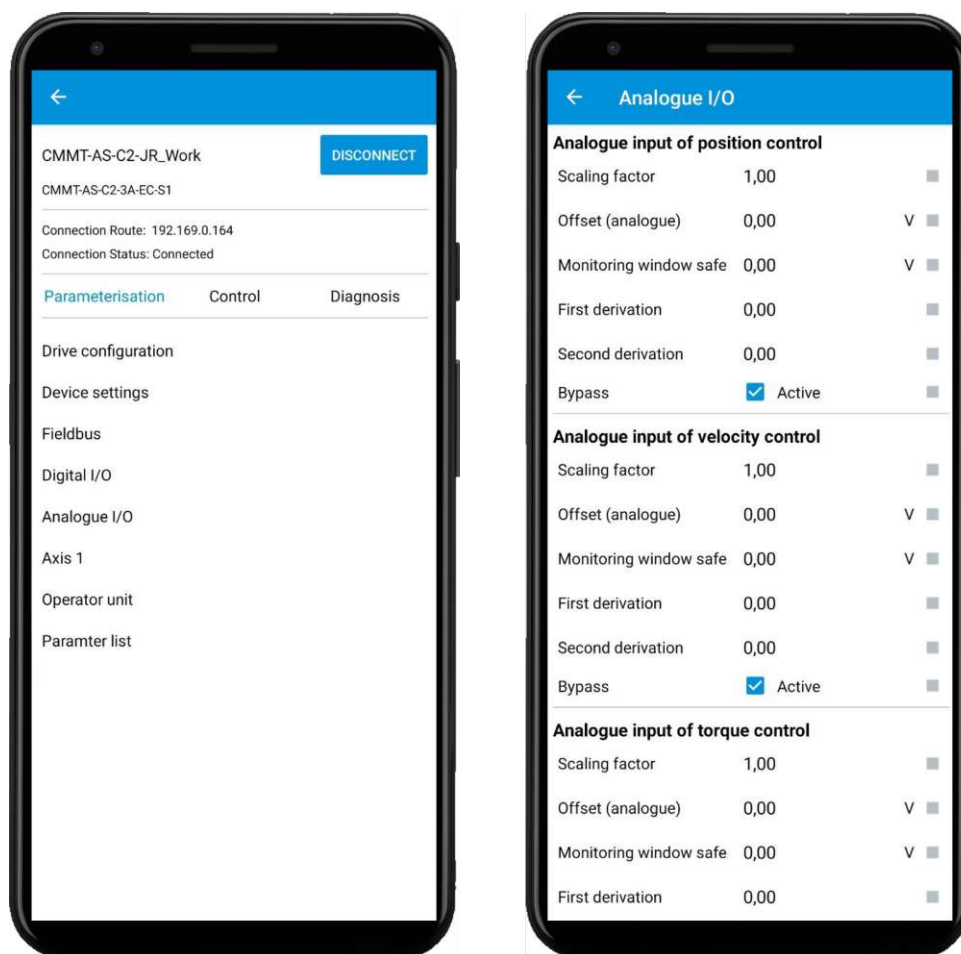 CMMT-AS-C2-JR_Work
DISCONNECT
CMMT-AS-C2-3A-EC-S1
Connection Route: 192.169.0.164
Connection Status: Connected
Parameterisation Control Diagnosis
Drive configuration
Device settings
Fieldbus
Digital I/O
Analogue I/O
Axis 1
Operator unit
Paramter list
Analogue I/O
Analogue input of position control
Scaling factor 1,00
Offset (analogue) 0,00 V
Monitoring window safe 0,00 V
First derivation 0,00
Second derivation 0,00
Bypass Active
Analogue input of velocity control
Scaling factor 1,00
Offset (analogue) 0,00 V
Monitoring window safe 0,00 V
First derivation 0,00
Second derivation 0,00
Bypass Active
Analogue input of torque control
Scaling factor 1,00
Offset (analogue) 0,00 V
Monitoring window safe 0,00 V
First derivation 0,00